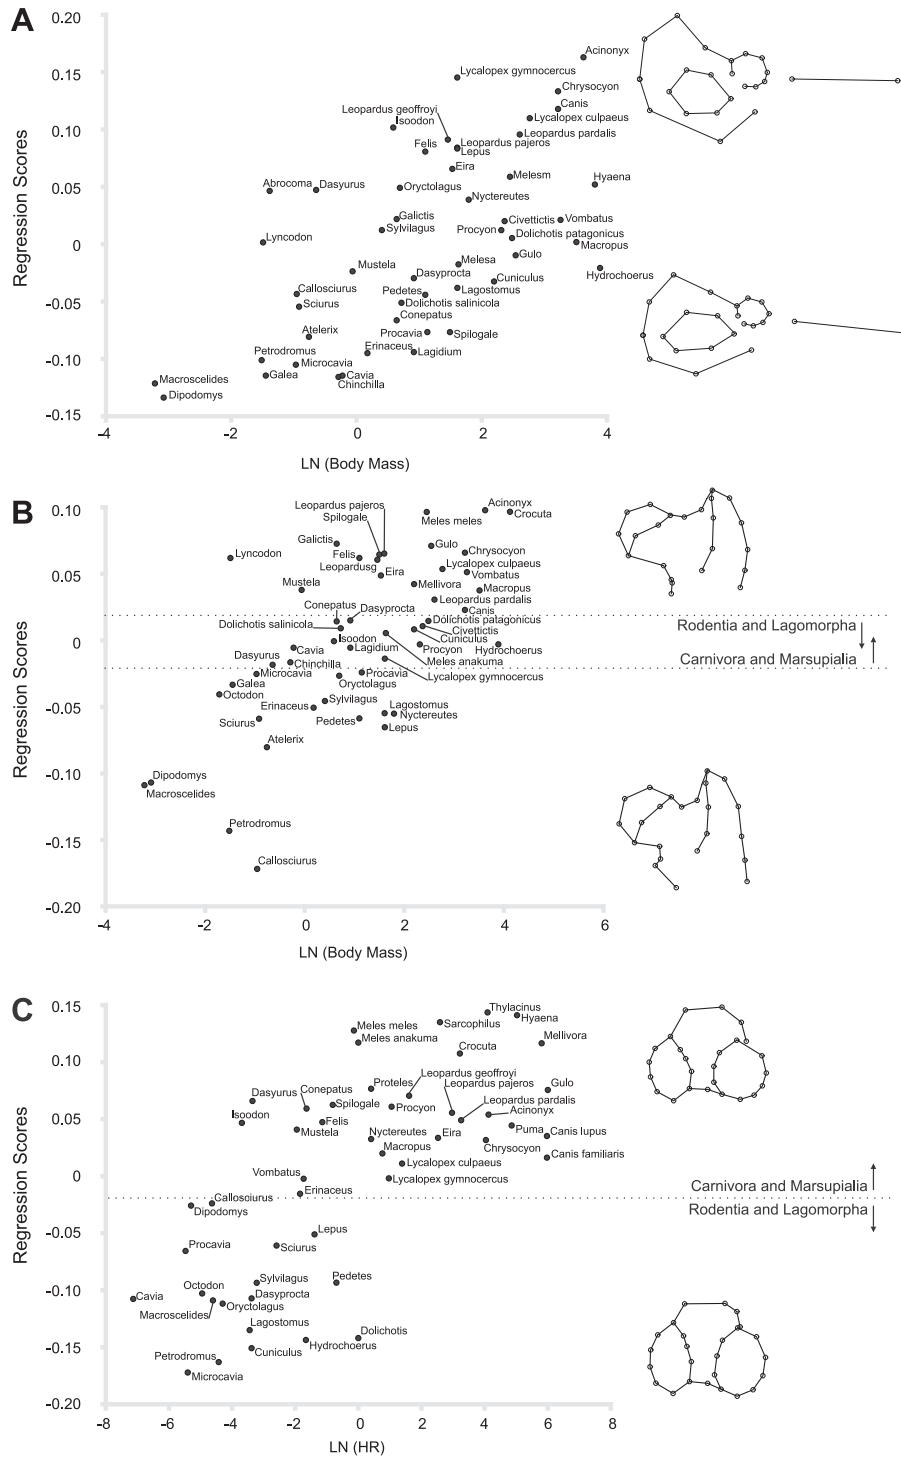 A
0.20
0.15
0.10
0.05
0
-0.05
-0.10
-0.15
Regression Scores
Acinonyx
Lycalopex gymnocercus
Chrysocyon
Canis
Leopardus geoffroyi
Lycalopex culpaeus
Isoodon
Leopardus pardalis
Felis
Leopardus pajeros
Lepus
Eira
Melesm
Hyaena
Abrocoma
Dasyurus
Oryctolagus
Nyctereutes
Galictis
Civettictis
Vombatus
Sylvilagus
Procyon
Dolichotis patagonicus
Lyncodon
Macropus
Melesa
Gulo
Mustela
Hydrochoerus
Dasyprocta
Cuniculus
Callosciurus
Pedetes
Lagostomus
Sciurus
Dolichotis salinicola
Conepatus
Atelerix
Procavia
Spilogale
Petrodromus
Erinaceus
Lagidium
Microcavia
Macroscelides
Galea
Cavia
Chinchilla
Dipodomys
-4
-2
0
2
4
LN (Body Mass)
B
0.10
0.05
0
-0.05
-0.10
-0.15
-0.20
Regression Scores
Leopardus pajeros
Acinonyx
Spilogale
Meles meles
Crocuta
Galictis
Gulo
Lyncodon
Felis
Chrysocyon
Leopardusg
Lycalopex culpaeus
Eira
Vombatus
Mustela
Mellivora
Macropus
Leopardus pardalis
Conepatus
Dasyprocta
Canis
Dolichotis salinicola
Dolichotis patagonicus
Rodentia and Lagomorpha
Civettictis
Isoodon
Cuniculus
Cavia
Lagidium
Procyon
Hydrochoerus
Dasyurus
Chinchilla
Meles anakuma
Carnivora and Marsupialia
Microcavia
Procavia
Lycalopex gymnocercus
Galea
Oryctolagus
Octodon
Sylvilagus
Erinaceus
Lagostomus
Sciurus
Pedetes
Nyctereutes
Lepus
Atelerix
Dipodomys
Macroscelides
Petrodromus
Callosciurus
-4
-2
0
2
4
6
LN (Body Mass)
C
0.15
0.10
0.05
0
-0.05
-0.10
-0.15
-0.20
Regression Scores
Thylacinus
Meles meles
Sarcophilus
Hyaena
Meles anakuma
Mellivora
Crocuta
Leopardus geoffroyi
Dasyurus
Conepatus
Proteles
Leopardus pajeros
Gulo
Spilogale
Procyon
Leopardus pardalis
Isoodon
Felis
Acinonyx
Mustela
Nyctereutes
Eira
Puma
Canis lupus
Macropus
Chrysocyon
Lycalopex culpaeus
Canis familiaris
Vombatus
Lycalopex gymnocercus
Erinaceus
Carnivora and Marsupialia
Callosciurus
Dipodomys
Rodentia and Lagomorpha
Lepus
Procavia
Sciurus
Octodon
Sylvilagus
Pedetes
Cavia
Dasyprocta
Macroscelides
Oryctolagus
Lagostomus
Dolichotis
Petrodromus
Cuniculus
Hydrochoerus
Microcavia
-8
-6
-4
-2
0
2
4
6
8
LN (HR)